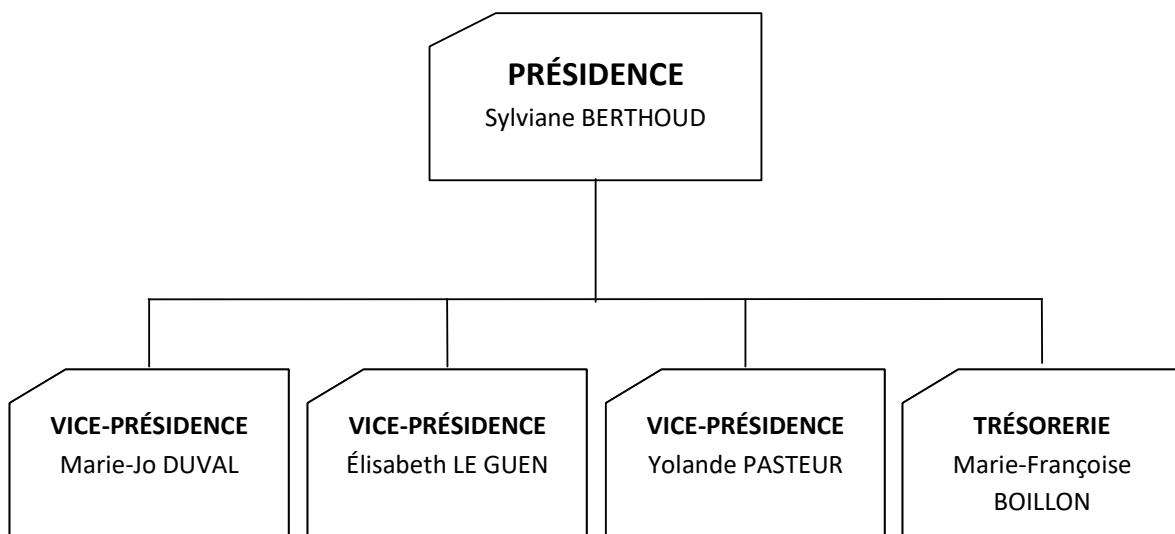 PRÉSIDENCE
Sylviane BERTHOUD
VICE-PRÉSIDENCE
Marie-Jo DUVAL
VICE-PRÉSIDENCE
Élisabeth LE GUEN
VICE-PRÉSIDENCE
Yolande PASTEUR
TRÉSORERIE
Marie-Françoise
BOILLON